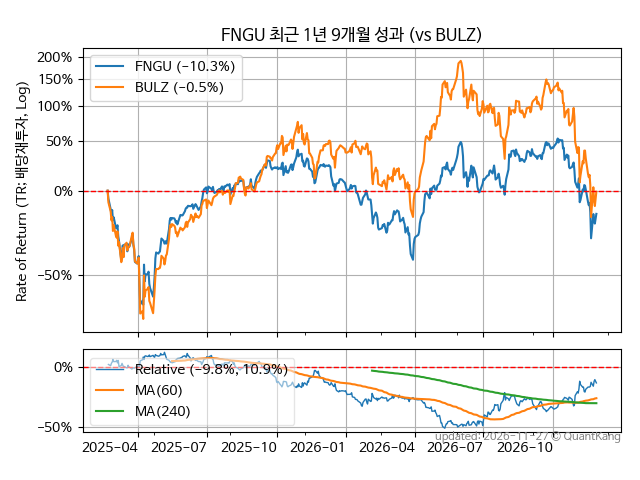 FNGU 최근 1년 9개월 성과 (vs BULZ)
Rate of Return (TR: 배당재투자, Log)
200%
150%
100%
50%
0%
−50%
FNGU (−10.3%)
BULZ (−0.5%)
0%
−50%
Relative (−9.8%, 10.9%)
MA(60)
MA(240)
2025-04 2025-07 2025-10 2026-01 2026-04 2026-07 2026-10
updated: 2026-11-27 © QuantKang